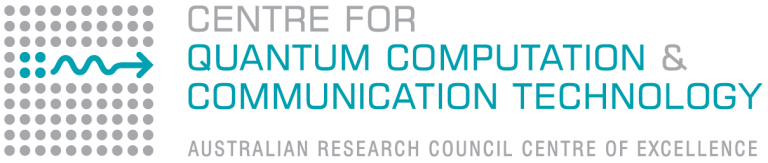 CENTRE FOR
QUANTUM COMPUTATION &
COMMUNICATION TECHNOLOGY
AUSTRALIAN RESEARCH COUNCIL CENTRE OF EXCELLENCE